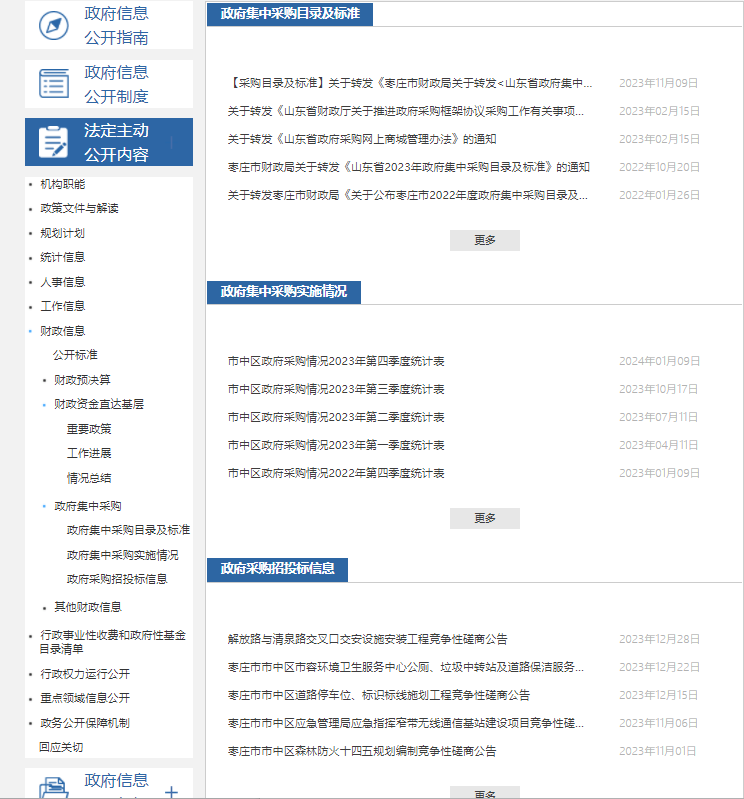 政府信息
公开指南
政府信息
公开制度
法定主动
公开内容
机构职能
政策文件与解读
规划计划
统计信息
人事信息
工作信息
财政信息
公开标准
财政预决算
财政资金直达基层
重要政策
工作进展
情况总结
政府集中采购
政府集中采购目录及标准
政府集中采购实施情况
政府采购招投标信息
其他财政信息
行政事业性收费和政府性基金
目录清单
行政权力运行公开
重点领域信息公开
政务公开保障机制
回应关切
政府信息
+
政府集中采购目录及标准
【采购目录及标准】关于转发《枣庄市财政局关于转发<山东省政府集中... 2023年11月09日
关于转发《山东省财政厅关于推进政府采购框架协议采购工作有关事项... 2023年02月15日
关于转发《山东省政府采购网上商城管理办法》的通知 2023年02月15日
枣庄市财政局关于转发《山东省2023年政府集中采购目录及标准》的通知 2022年10月20日
关于转发枣庄市财政局《关于公布枣庄市2022年度政府集中采购目录及... 2022年01月26日
更多
政府集中采购实施情况
市中区政府采购情况2023年第四季度统计表 2024年01月09日
市中区政府采购情况2023年第三季度统计表 2023年10月17日
市中区政府采购情况2023年第二季度统计表 2023年07月11日
市中区政府采购情况2023年第一季度统计表 2023年04月11日
市中区政府采购情况2022年第四季度统计表 2023年01月09日
更多
政府采购招投标信息
解放路与清泉路交叉口交安设施安装工程竞争性磋商公告 2023年12月28日
枣庄市市中区市容环境卫生服务中心公厕、垃圾中转站及道路保洁服务... 2023年12月22日
枣庄市市中区道路停车位、标识标线施划工程竞争性磋商公告 2023年12月15日
枣庄市市中区应急管理局应急指挥窄带无线通信基站建设项目竞争性磋... 2023年11月06日
枣庄市市中区森林防火十四五规划编制竞争性磋商公告 2023年11月01日
更多